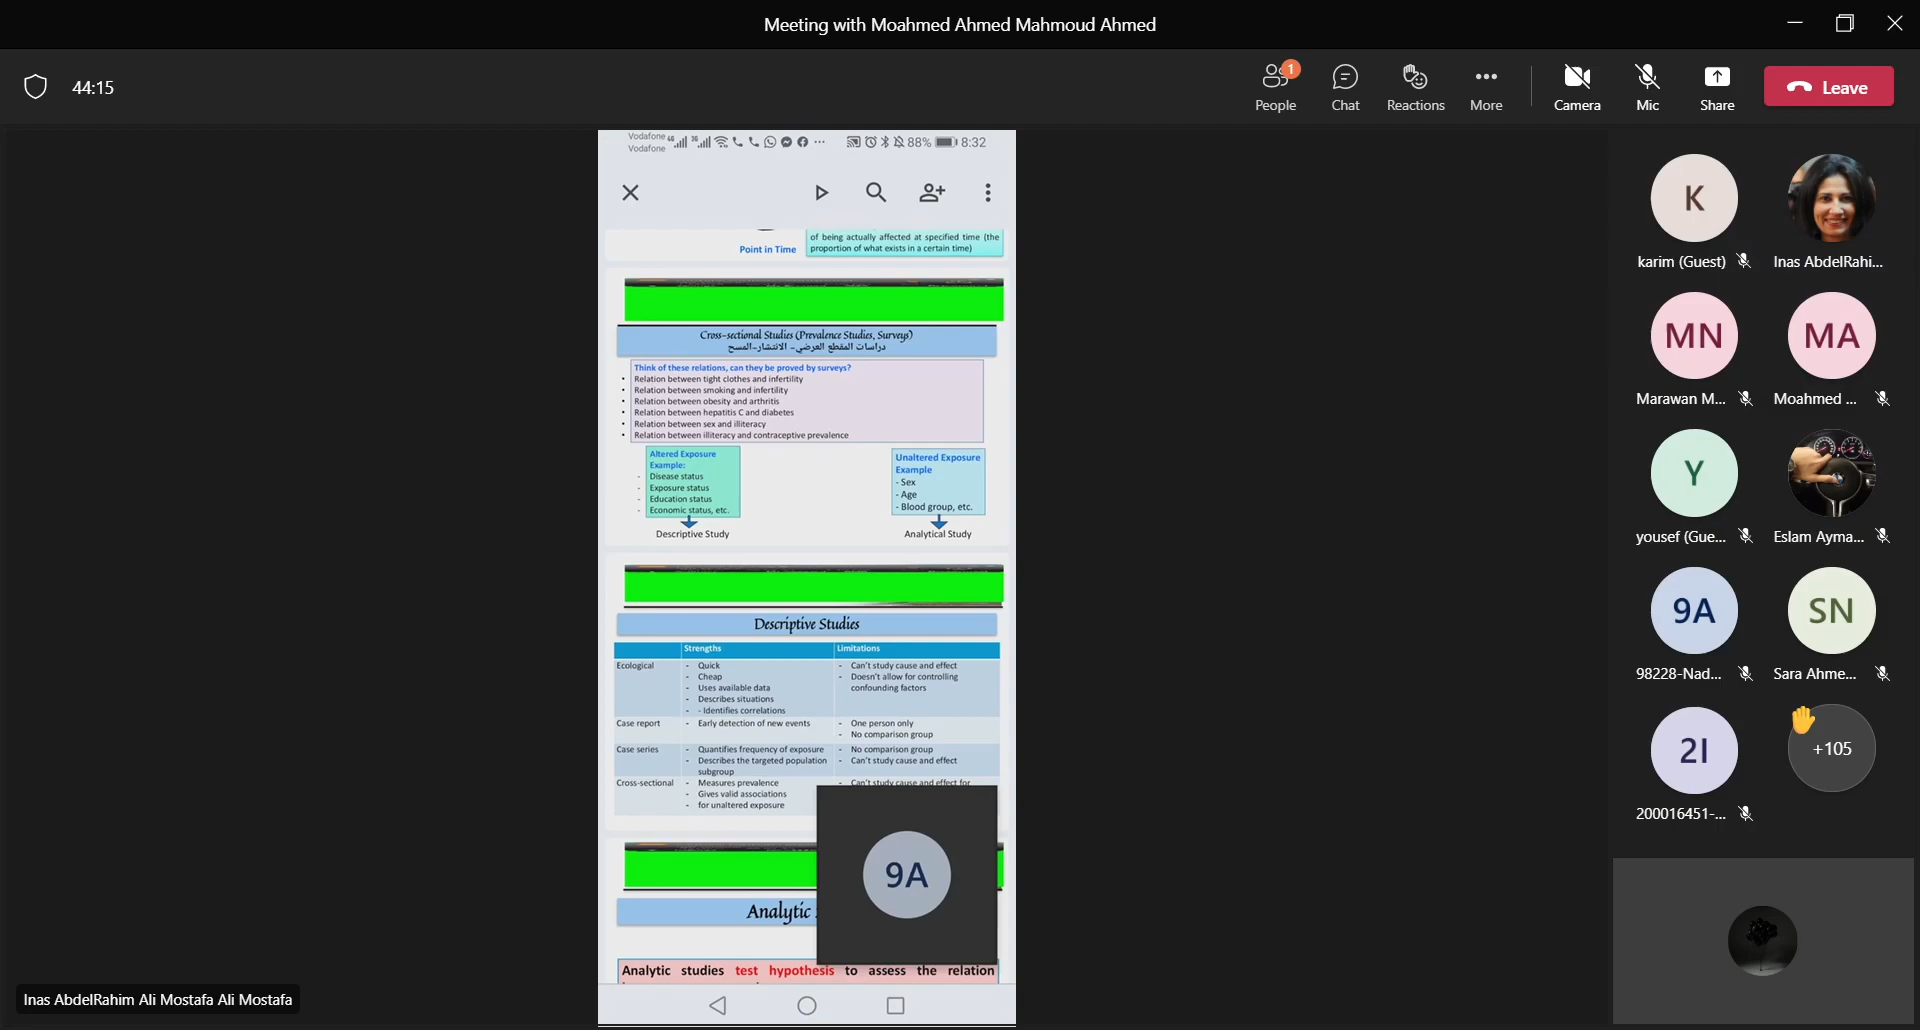 Meeting with Moahmed Ahmed Mahmoud Ahmed
44:15
1
People
Chat
Reactions
More
Camera
Mic
Share
Leave
Vodafone
Vodafone
88%
8:32
of being actually affected at specified time (the
proportion of what exists in a certain time)
Point in Time
Cross-sectional Studies (Prevalence Studies, Surveys)
دراسات المقطع العرضي- الانتشار-المسح
Think of these relations, can they be proved by surveys?
• Relation between tight clothes and infertility
• Relation between smoking and infertility
• Relation between obesity and arthritis
• Relation between hepatitis C and diabetes
• Relation between sex and illiteracy
• Relation between illiteracy and contraceptive prevalence
Altered Exposure
Example:
- Disease status
- Exposure status
- Education status
- Economic status, etc.
Descriptive Study
Unaltered Exposure
Example
- Sex
- Age
- Blood group, etc.
Analytical Study
Descriptive Studies
Strengths
Limitations
Ecological
- Quick
- Cheap
- Uses available data
- Describes situations
- - Identifies correlations
- Can't study cause and effect
- Doesn't allow for controlling
confounding factors
Case report
- Early detection of new events
- One person only
- No comparison group
Case series
- Quantifies frequency of exposure
- Describes the targeted population
subgroup
- No comparison group
- Can't study cause and effect
Cross-sectional
- Measures prevalence
- Gives valid associations
- for unaltered exposure
- Can't study cause and effect for
9A
Analytic
Analytic studies test hypothesis to assess the relation
K
karim (Guest)
Inas AbdelRahi...
MN
Marawan M...
MA
Moahmed ...
Y
yousef (Gue...
Eslam Ayma...
9A
98228-Nad...
SN
Sara Ahme...
2I
200016451-...
+105
Inas AbdelRahim Ali Mostafa Ali Mostafa